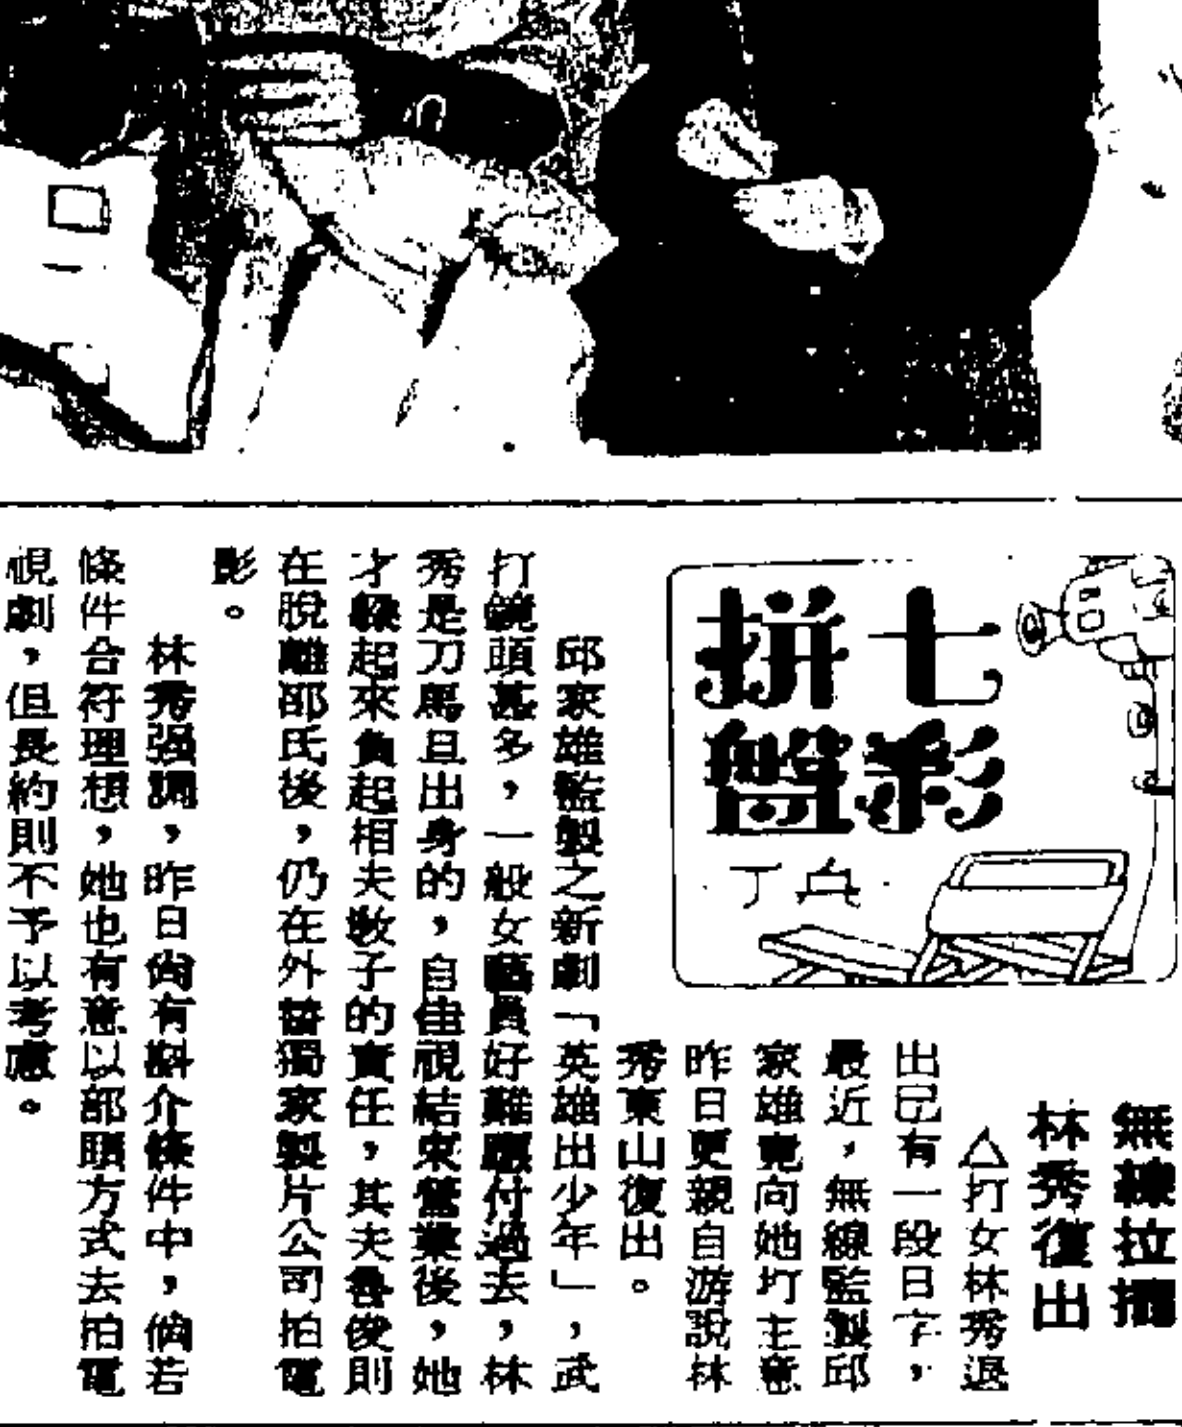 七彩
拼盤
丁兵
無線拉攏
林秀復出
△打女林秀退
出已有一段日子,
最近,無線監製邱
家雄竟向她打主意
昨日更親自游說林
秀東山復出。
邱家雄監製之新劇「英雄出少年」,武
打鏡頭甚多,一般女藝員好難應付過去,林
秀是刀馬旦出身的,自佳視結束營業後,她
才躲起來負起相夫教子的責任,其夫魯俊則
在脫離邵氏後,仍在外替獨家製片公司拍電
影。
林秀强調,昨日尚有斟介條件中,倘若
條件合符理想,她也有意以部頭方式去拍電
視劇,但長約則不予以考慮。